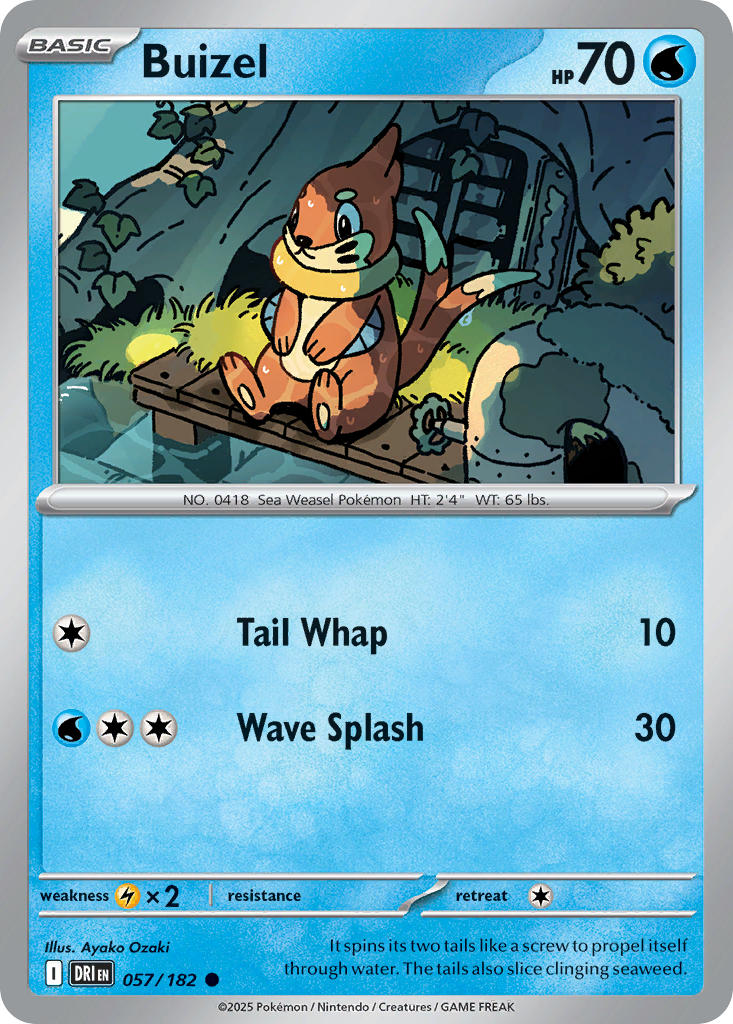 BASIC
Buizel
HP 70
NO. 0418 Sea Weasel Pokémon HT: 2'4" WT: 65 lbs.
Tail Whap 10
Wave Splash 30
weakness ×2 resistance retreat
Illus. Ayako Ozaki
It spins its two tails like a screw to propel itself
through water. The tails also slice clinging seaweed.
I DRI EN 057/182
©2025 Pokémon / Nintendo / Creatures / GAME FREAK